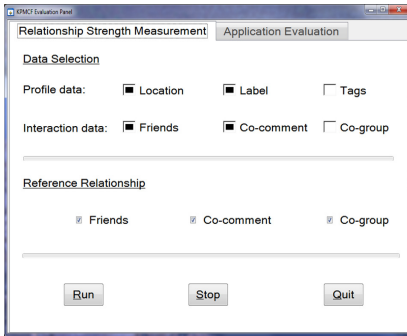 KPMCF Evaluation Panel
Relationship Strength Measurement Application Evaluation
Data Selection
Profile data: Location Label Tags
Interaction data: Friends Co-comment Co-group
Reference Relationship
Friends Co-comment Co-group
Run Stop Quit